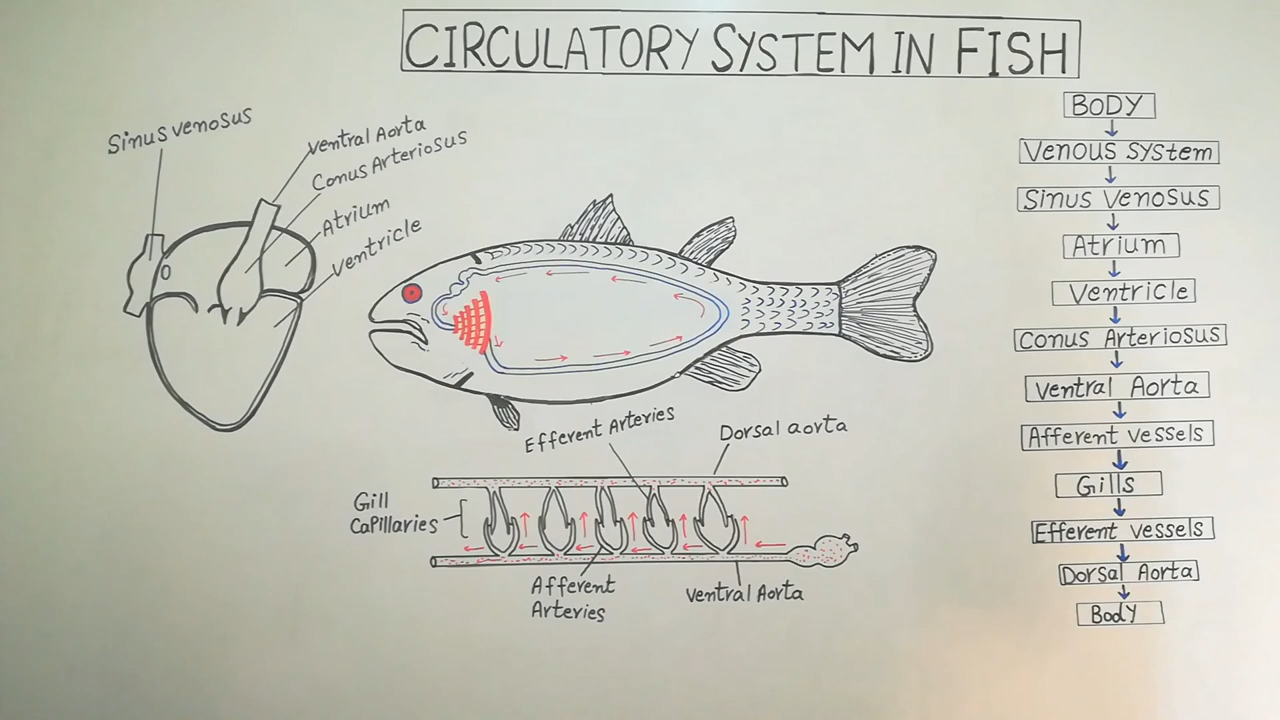 CIRCULATORY SYSTEM IN FISH
Sinus venosus
Ventral Aorta
Conus Arteriosus
Atrium
Ventricle
Efferent Arteries
Dorsal aorta
Gill
Capillaries
Afferent
Arteries
Ventral Aorta
BODY
Venous system
Sinus Venosus
Atrium
Ventricle
Conus Arteriosus
Ventral Aorta
Afferent vessels
Gills
Efferent vessels
Dorsal Aorta
Body